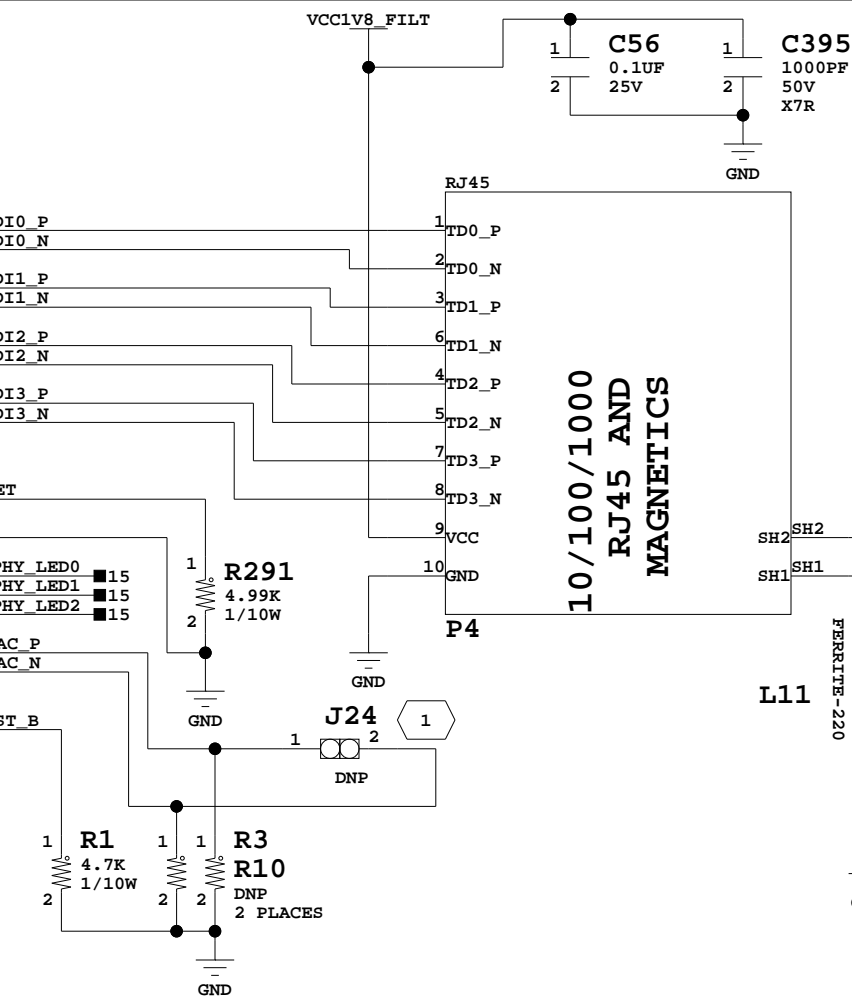 VCC1V8_FILT
1
C56
0.1UF
2
25V
1
C395
1000PF
2
50V
X7R
GND
RJ45
DI0_P
1
TD0_P
DI0_N
2
TD0_N
DI1_P
3
TD1_P
DI1_N
6
TD1_N
DI2_P
4
TD2_P
DI2_N
5
TD2_N
DI3_P
7
TD3_P
DI3_N
8
TD3_N
ET
9
VCC
10
GND
10/100/1000
RJ45 AND
MAGNETICS
SH2
SH2
SH1
SH1
P4
PHY_LED0
15
PHY_LED1
15
PHY_LED2
15
1
R291
4.99K
1/10W
2
GND
GND
AC_P
AC_N
FERRITE-220
L11
ST_B
J24
1
1
2
DNP
1
R1
4.7K
1/10W
2
1
2
1
2
R3
R10
DNP
2 PLACES
GND